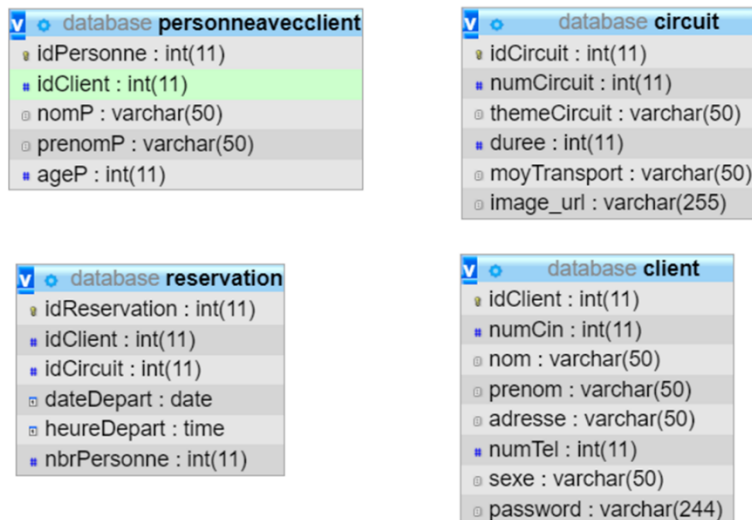 database personneavecclient
idPersonne : int(11)
idClient : int(11)
nomP : varchar(50)
prenomP : varchar(50)
ageP : int(11)
database circuit
idCircuit : int(11)
numCircuit : int(11)
themeCircuit : varchar(50)
duree : int(11)
moyTransport : varchar(50)
image_url : varchar(255)
database reservation
idReservation : int(11)
idClient : int(11)
idCircuit : int(11)
dateDepart : date
heureDepart : time
nbrPersonne : int(11)
database client
idClient : int(11)
numCin : int(11)
nom : varchar(50)
prenom : varchar(50)
adresse : varchar(50)
numTel : int(11)
sexe : varchar(50)
password : varchar(244)